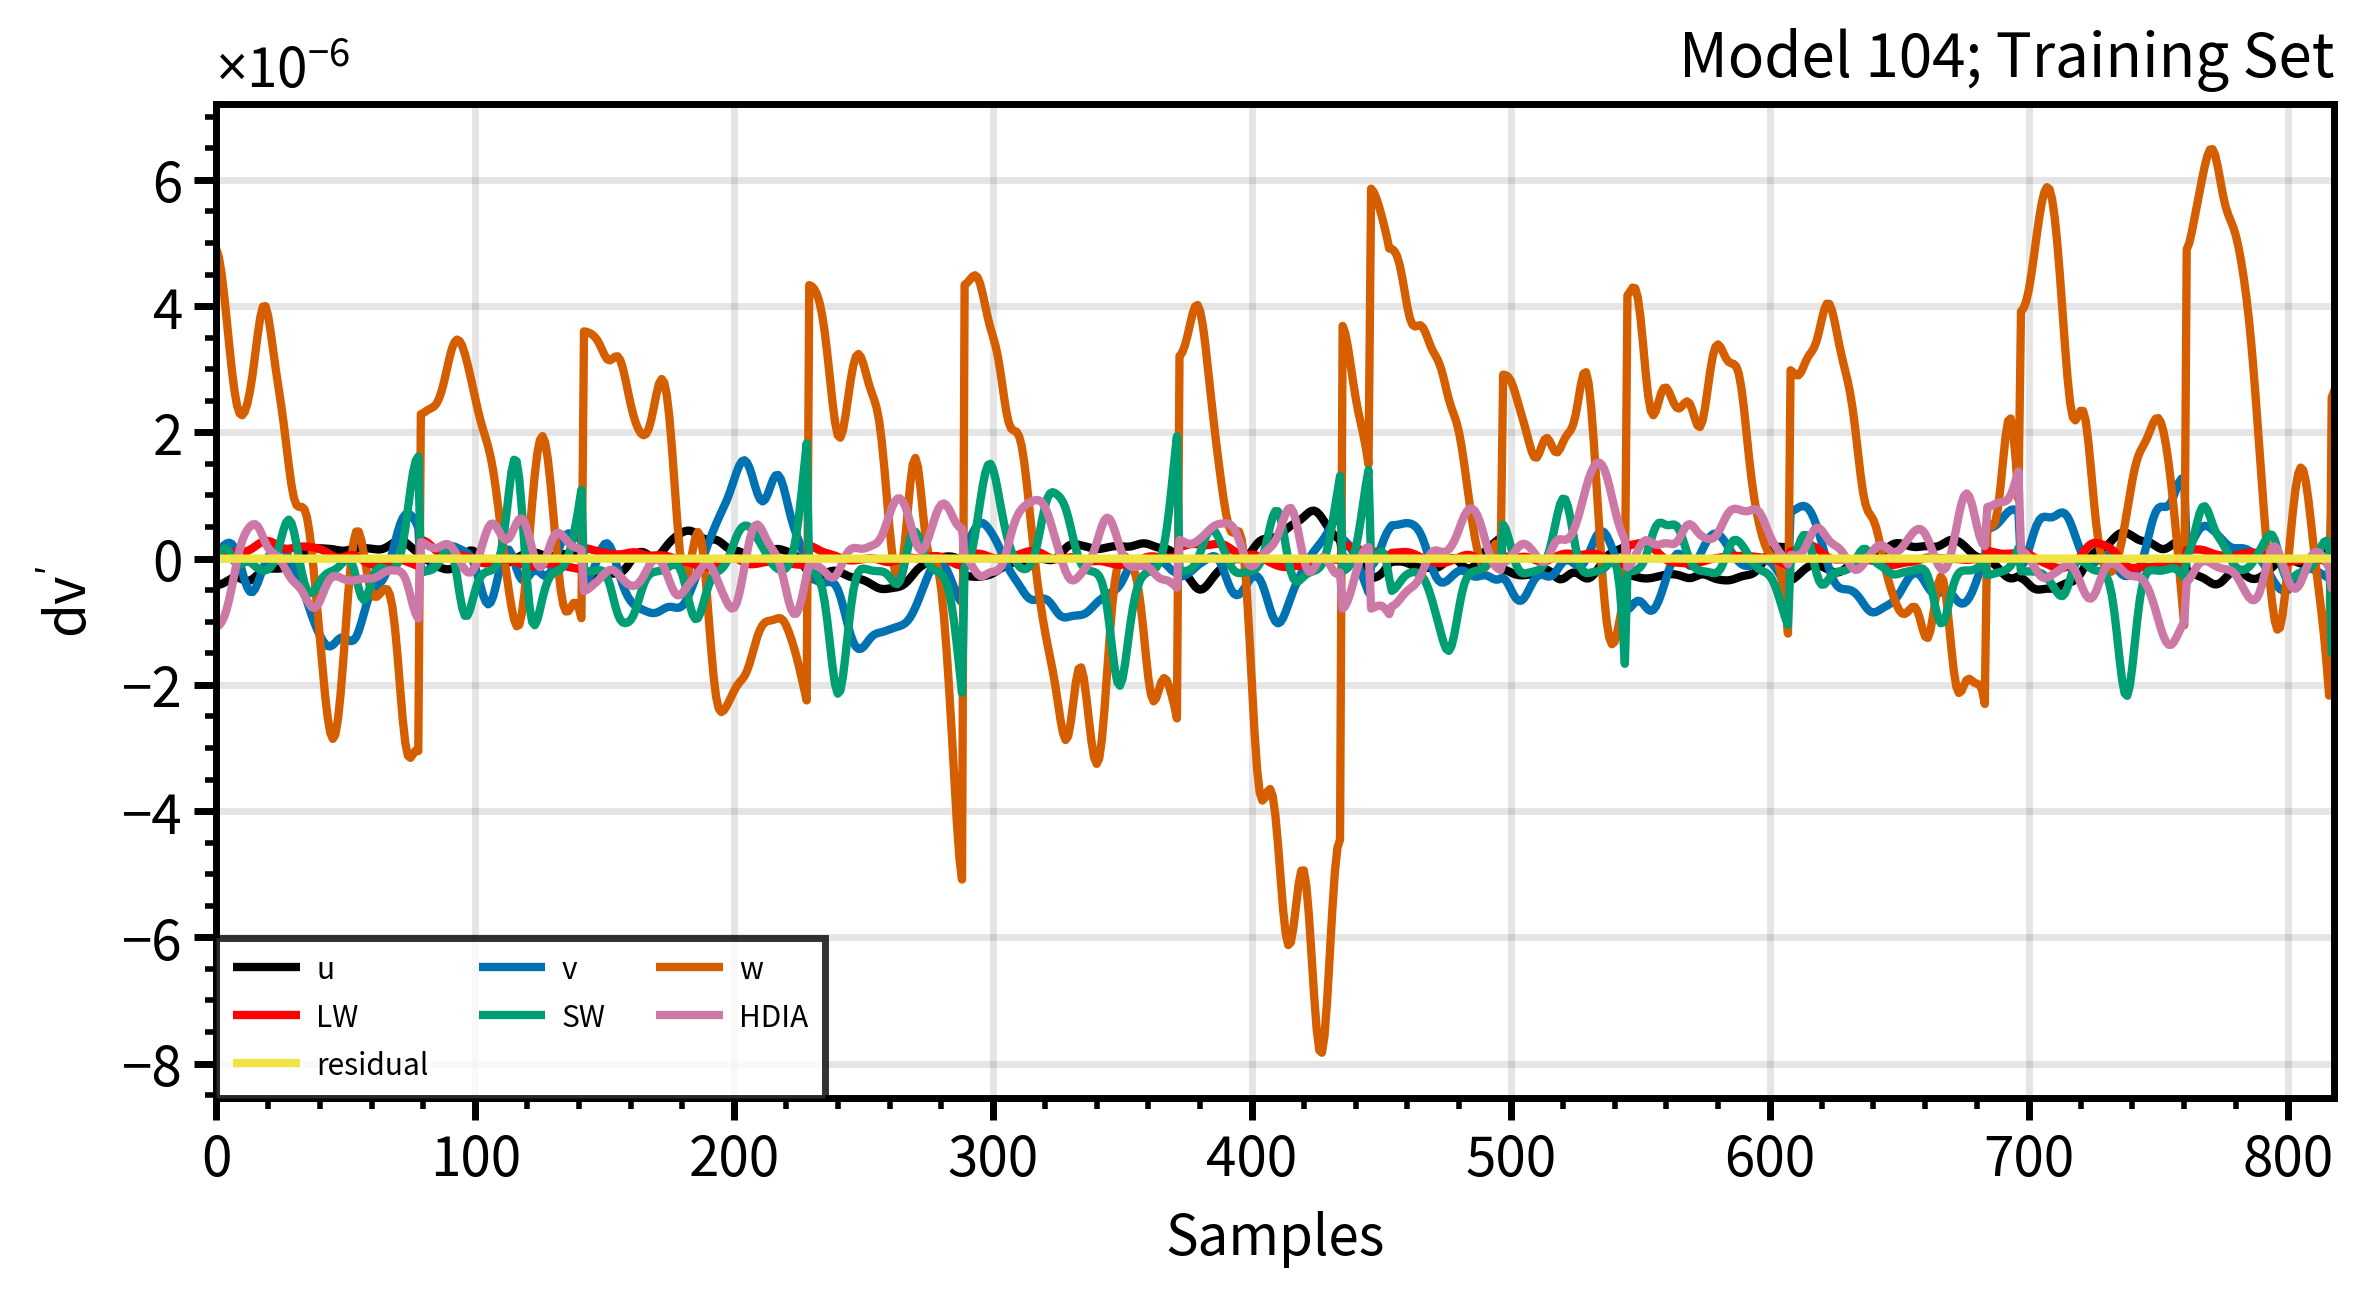 ×10⁻⁶
Model 104; Training Set
6
4
2
0
−2
−4
−6
−8
dv′
u v w
LW SW HDIA
residual
0 100 200 300 400 500 600 700 800
Samples